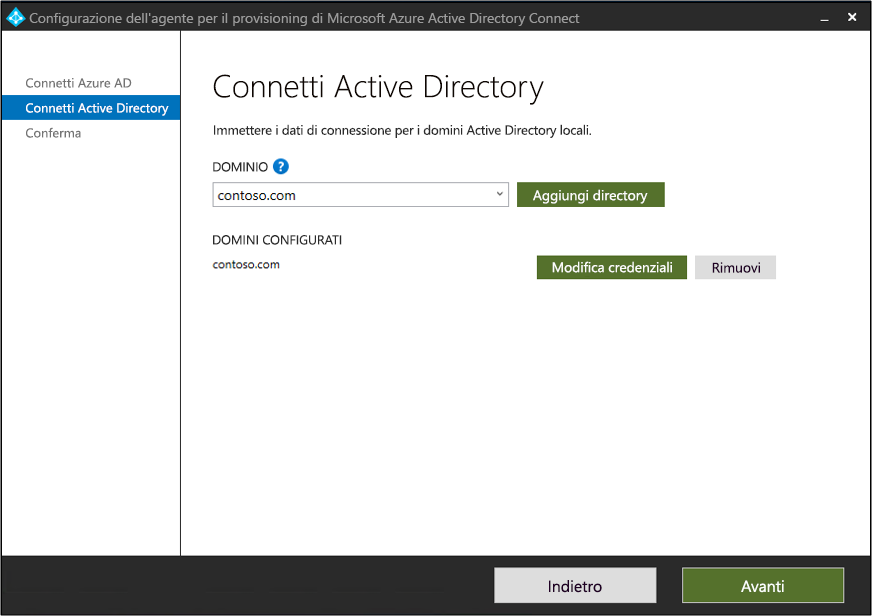 Configurazione dell'agente per il provisioning di Microsoft Azure Active Directory Connect
Connetti Azure AD
Connetti Active Directory
Conferma
Connetti Active Directory
Immettere i dati di connessione per i domini Active Directory locali.
DOMINIO ?
contoso.com
Aggiungi directory
DOMINI CONFIGURATI
contoso.com
Modifica credenziali
Rimuovi
Indietro
Avanti